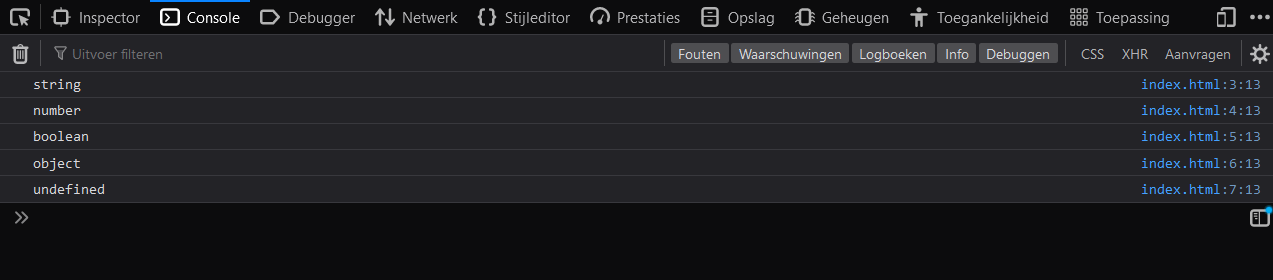 Inspector Console Debugger Netwerk Stijleditor Prestaties Opslag Geheugen Toegankelijkheid Toepassing
Uitvoer filteren Fouten Waarschuwingen Logboeken Info Debuggen CSS XHR Aanvragen
string index.html:3:13
number index.html:4:13
boolean index.html:5:13
object index.html:6:13
undefined index.html:7:13